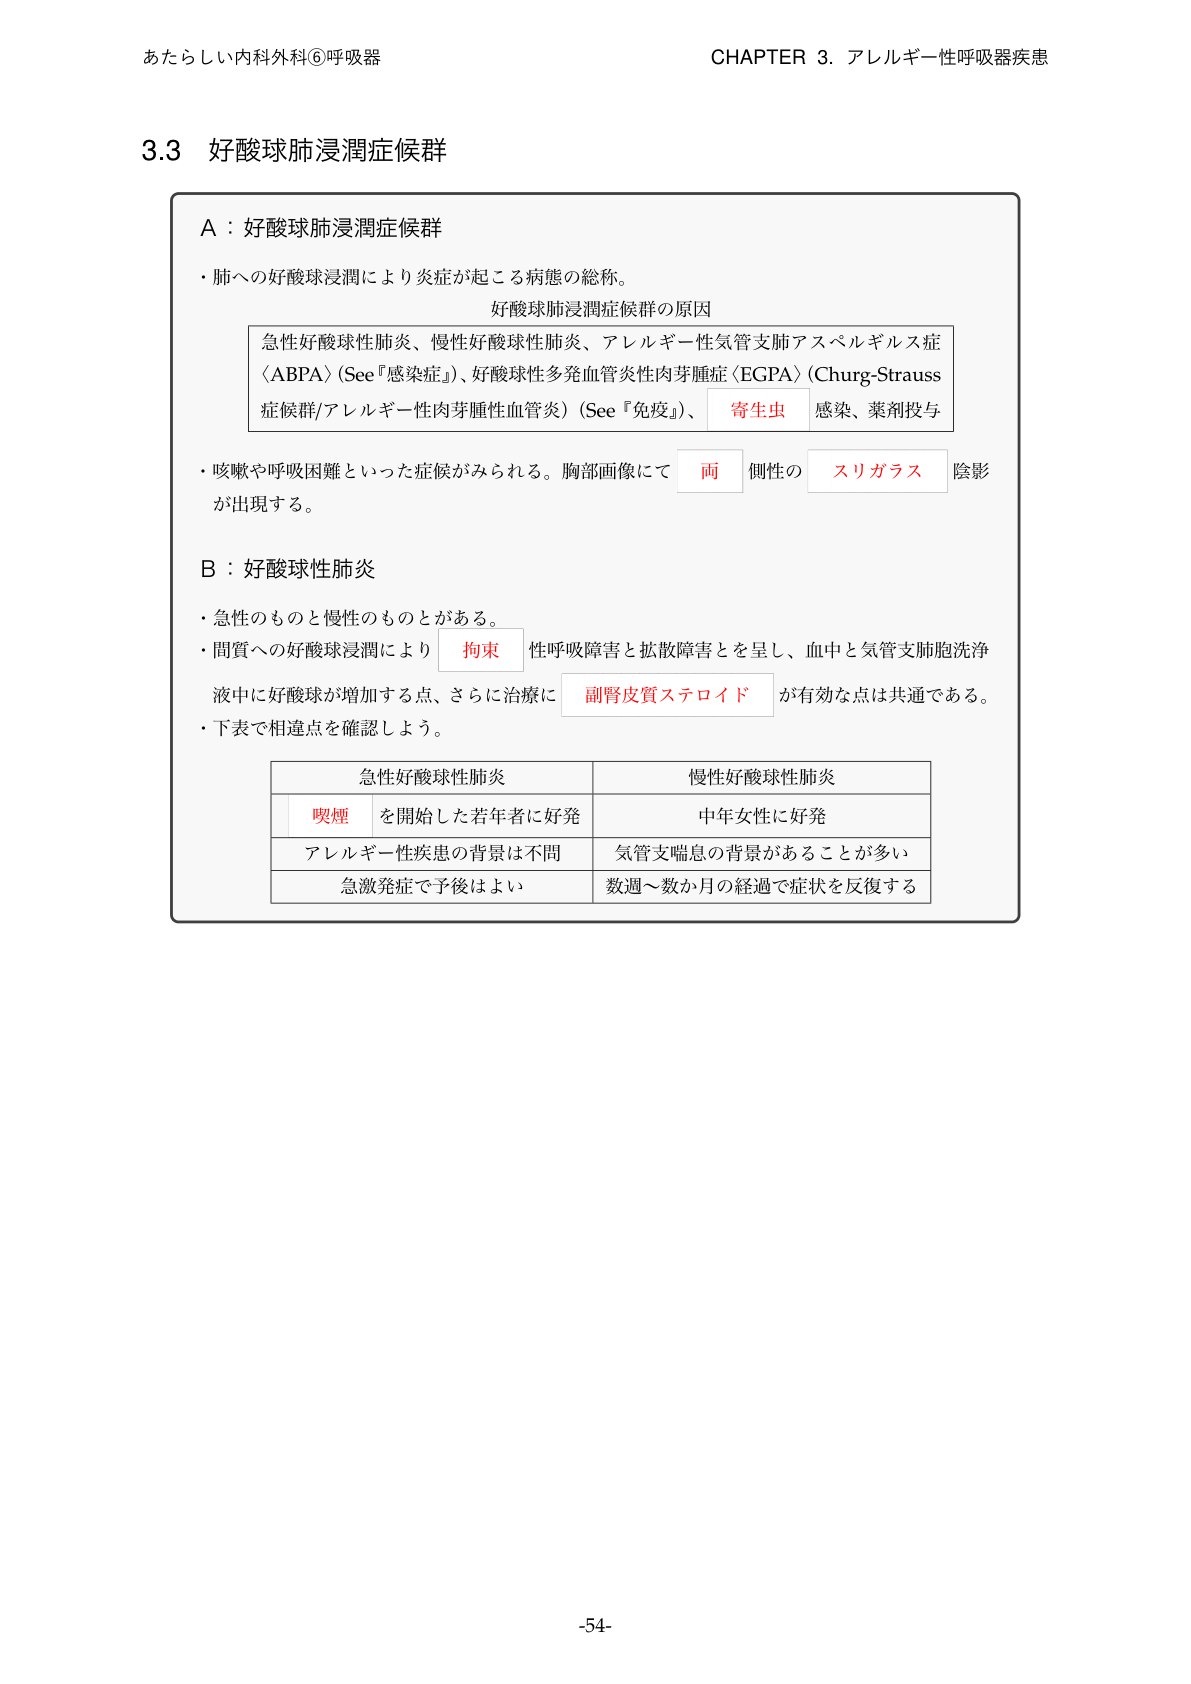 あたらしい内科外科⑥呼吸器
CHAPTER 3. アレルギー性呼吸器疾患
3.3 好酸球肺浸潤症候群
A：好酸球肺浸潤症候群
・肺への好酸球浸潤により炎症が起こる病態の総称。
好酸球肺浸潤症候群の原因
急性好酸球性肺炎、慢性好酸球性肺炎、アレルギー性気管支肺アスペルギルス症
〈ABPA〉(See『感染症』)、好酸球性多発血管炎性肉芽腫症〈EGPA〉(Churg-Strauss
症候群/アレルギー性肉芽腫性血管炎）(See『免疫』)、 寄生虫 感染、薬剤投与
・咳嗽や呼吸困難といった症候がみられる。胸部画像にて 両 側性の スリガラス 陰影
が出現する。
B：好酸球性肺炎
・急性のものと慢性のものとがある。
・間質への好酸球浸潤により 拘束 性呼吸障害と拡散障害とを呈し、血中と気管支肺胞洗浄
液中に好酸球が増加する点、さらに治療に 副腎皮質ステロイド が有効な点は共通である。
・下表で相違点を確認しよう。
急性好酸球性肺炎 慢性好酸球性肺炎
喫煙 を開始した若年者に好発 中年女性に好発
アレルギー性疾患の背景は不問 気管支喘息の背景があることが多い
急激発症で予後はよい 数週〜数か月の経過で症状を反復する
-54-